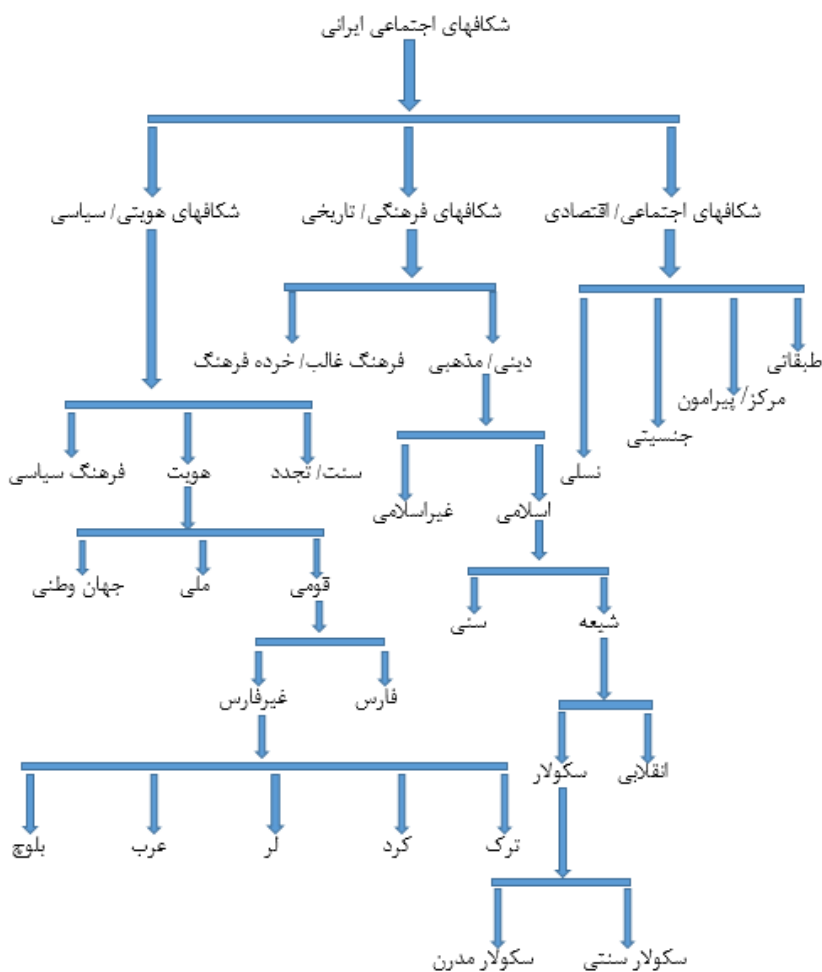 شکافهای اجتماعی ایرانی
شکافهای اجتماعی/ اقتصادی
شکافهای فرهنگی/ تاریخی
شکافهای هویتی/ سیاسی
طبقاتی
دینی/ مذهبی
فرهنگ غالب/ خرده فرهنگ
مرکز/ پیرامون
جنسیتی
نسلی
سنت/ تجدد
هویت
فرهنگ سیاسی
اسلامی
غیراسلامی
قومی
ملی
جهان وطنی
شیعه
سنی
فارس
غیرفارس
انقلابی
سکولار
ترک
کرد
لر
عرب
بلوچ
سکولار سنتی
سکولار مدرن